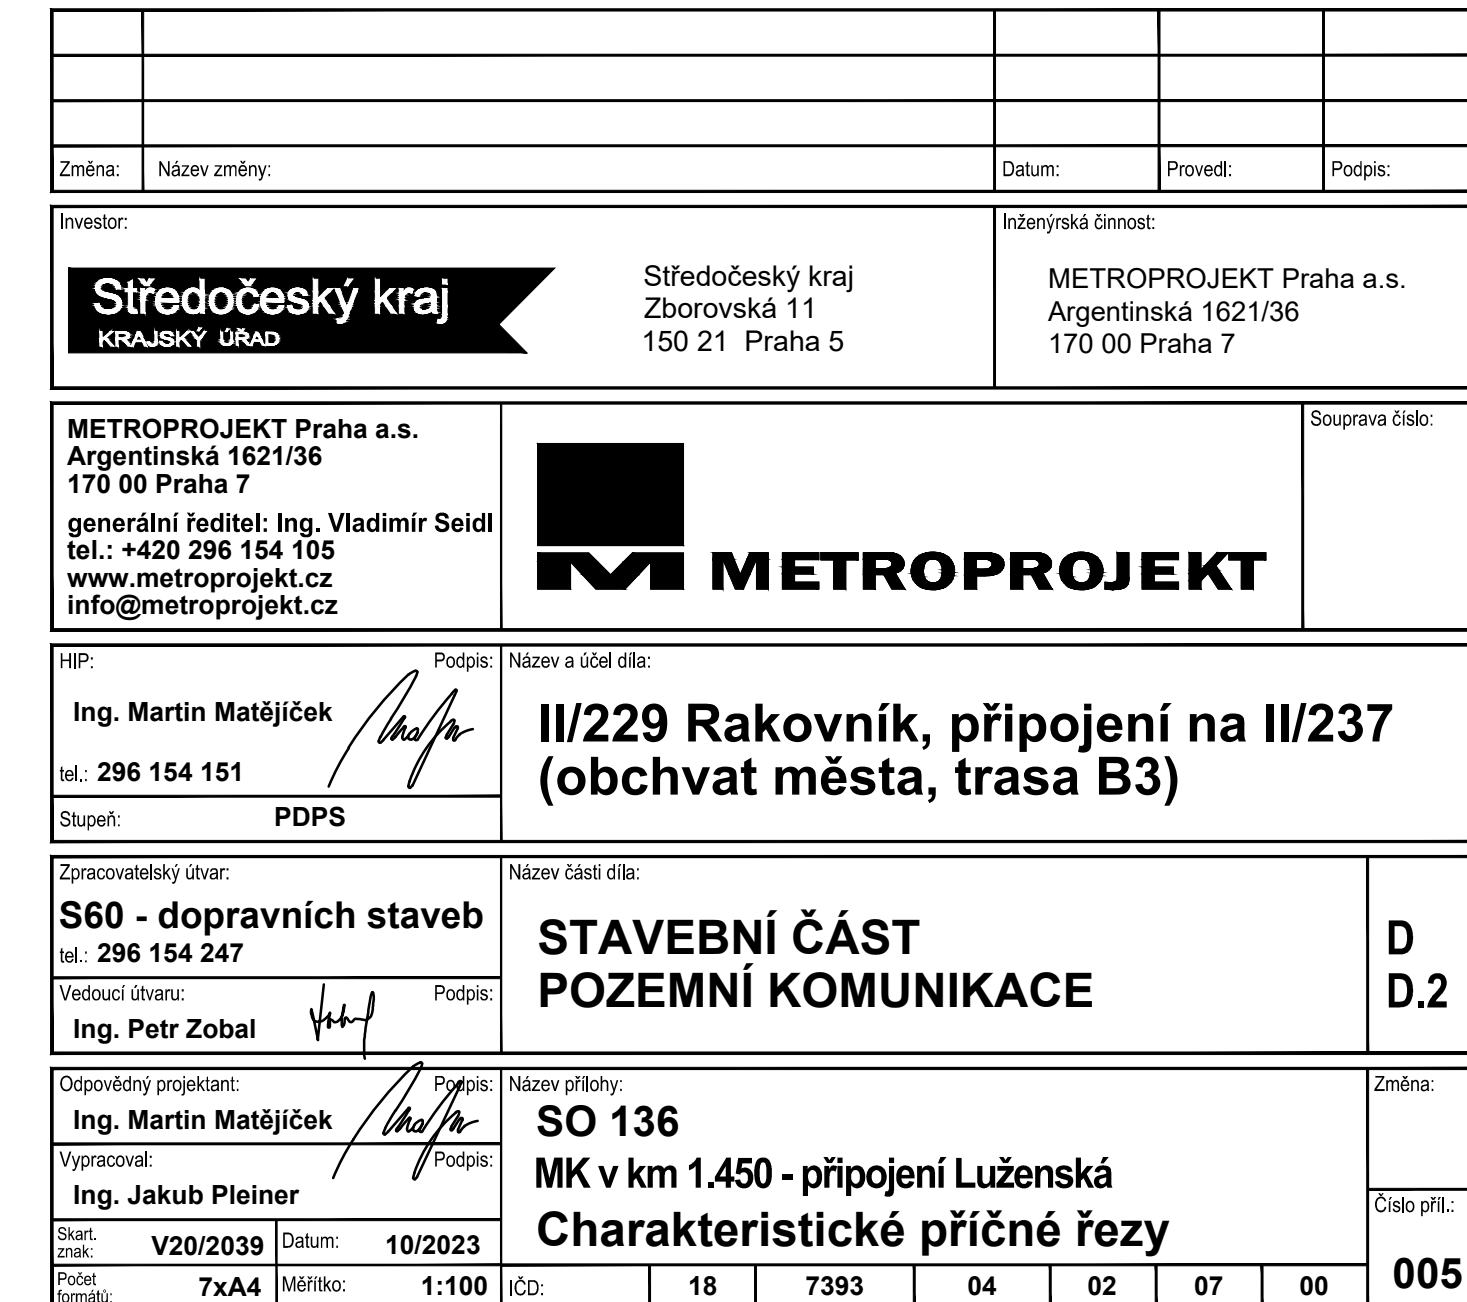 Změna: Název změny: Datum: Provedl: Podpis:
Investor:
Středočeský kraj
KRAJSKÝ ÚŘAD
Středočeský kraj
Zborovská 11
150 21 Praha 5
Inženýrská činnost:
METROPROJEKT Praha a.s.
Argentinská 1621/36
170 00 Praha 7
METROPROJEKT Praha a.s.
Argentinská 1621/36
170 00 Praha 7
generální ředitel: Ing. Vladimír Seidl
tel.: +420 296 154 105
www.metroprojekt.cz
info@metroprojekt.cz
METROPROJEKT
Souprava číslo:
HIP: Podpis:
Ing. Martin Matějíček
tel.: 296 154 151
Stupeň: PDPS
Název a účel díla:
II/229 Rakovník, připojení na II/237
(obchvat města, trasa B3)
Zpracovatelský útvar:
S60 - dopravních staveb
tel.: 296 154 247
Vedoucí útvaru: Podpis:
Ing. Petr Zobal
Název části díla:
STAVEBNÍ ČÁST
POZEMNÍ KOMUNIKACE
D
D.2
Odpovědný projektant: Podpis:
Ing. Martin Matějíček
Vypracoval: Podpis:
Ing. Jakub Pleiner
Skart.
znak: V20/2039 Datum: 10/2023
Počet
formátů: 7xA4 Měřítko: 1:100
Název přílohy:
SO 136
MK v km 1.450 - připojení Luženská
Charakteristické příčné řezy
IČD: 18 7393 04 02 07 00
Změna:
Číslo příl.:
005